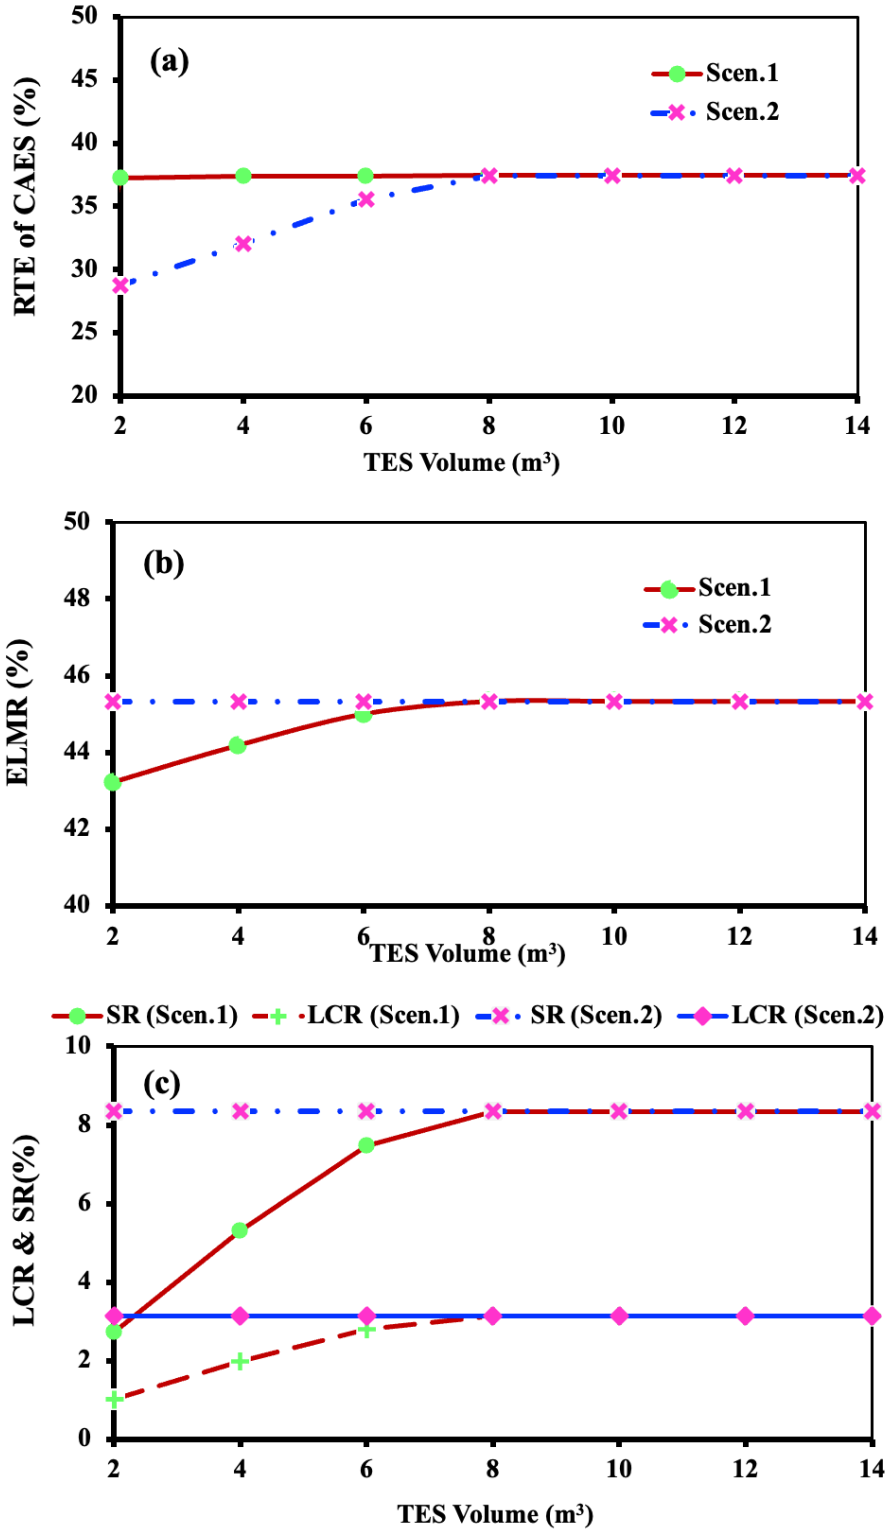 50
(a)
Scen.1
45
Scen.2
40
35
30
25
20
RTE of CAES (%)
2 4 6 8 10 12 14
TES Volume (m³)
50
(b)
Scen.1
48
Scen.2
46
44
42
40
ELMR (%)
2 4 6 8 10 12 14
TES Volume (m³)
SR (Scen.1) LCR (Scen.1) SR (Scen.2) LCR (Scen.2)
10
(c)
8
6
4
2
0
LCR & SR(%)
2 4 6 8 10 12 14
TES Volume (m³)